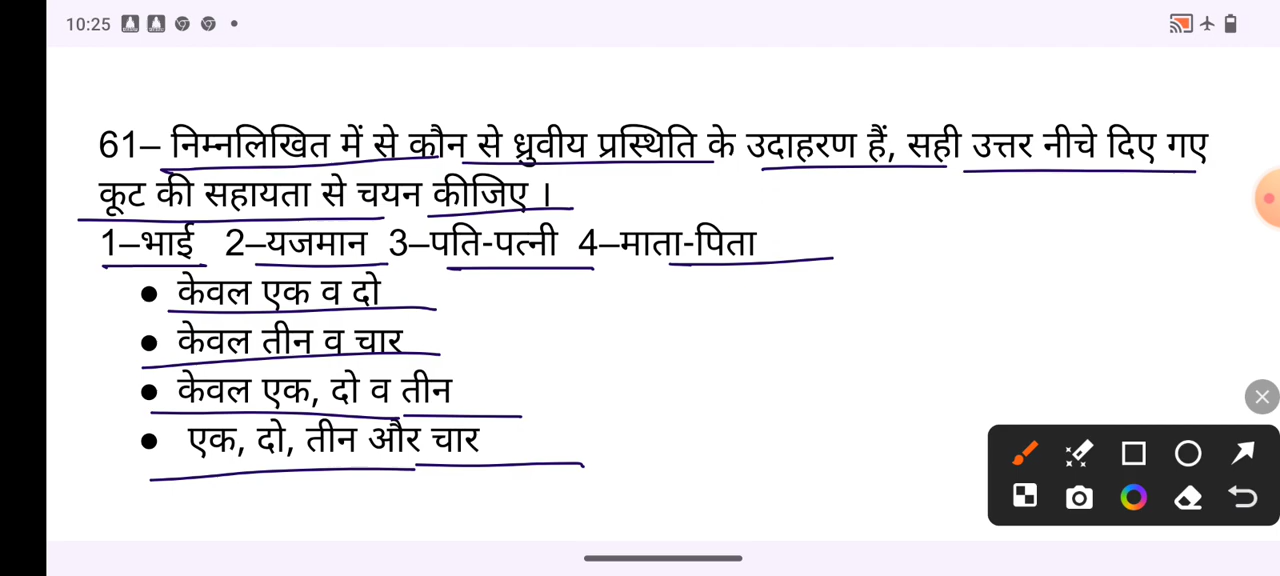 10:25
61– निम्नलिखित में से कौन से ध्रुवीय प्रस्थिति के उदाहरण हैं, सही उत्तर नीचे दिए गए
कूट की सहायता से चयन कीजिए ।
1–भाई 2–यजमान 3–पति-पत्नी 4–माता-पिता
● केवल एक व दो
● केवल तीन व चार
● केवल एक, दो व तीन
● एक, दो, तीन और चार